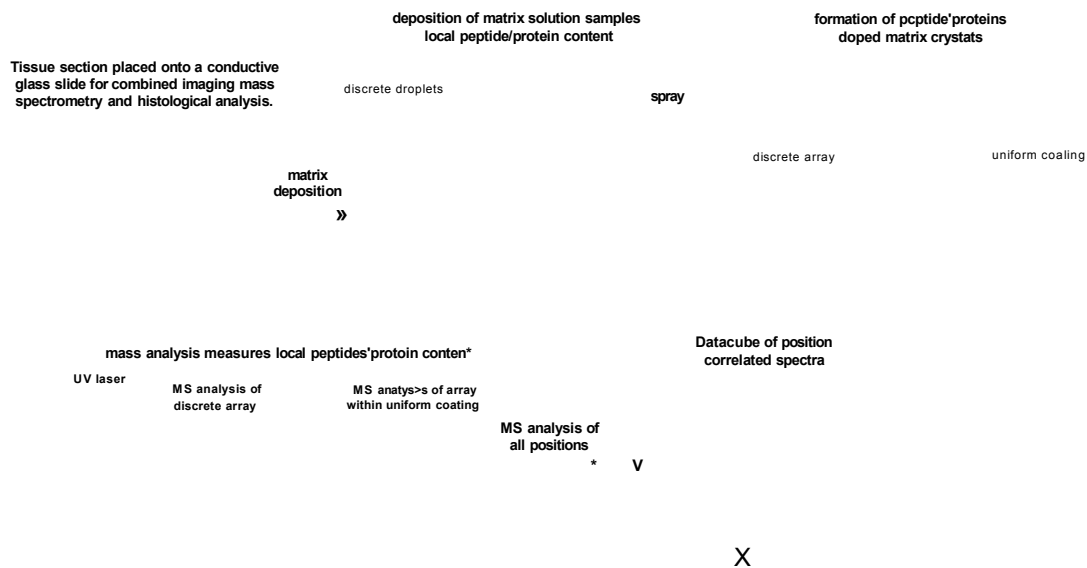 deposition of matrix solution samples
local peptide/protein content
formation of pcptide'proteins
doped matrix crystats
Tissue section placed onto a conductive
glass slide for combined imaging mass
spectrometry and histological analysis.
discrete droplets
spray
discrete array
uniform coaling
matrix
deposition
»
mass analysis measures local peptides'protoin conten*
Datacube of position
correlated spectra
UV laser
MS analysis of
discrete array
MS anatys>s of array
within uniform coating
MS analysis of
all positions
* V
X